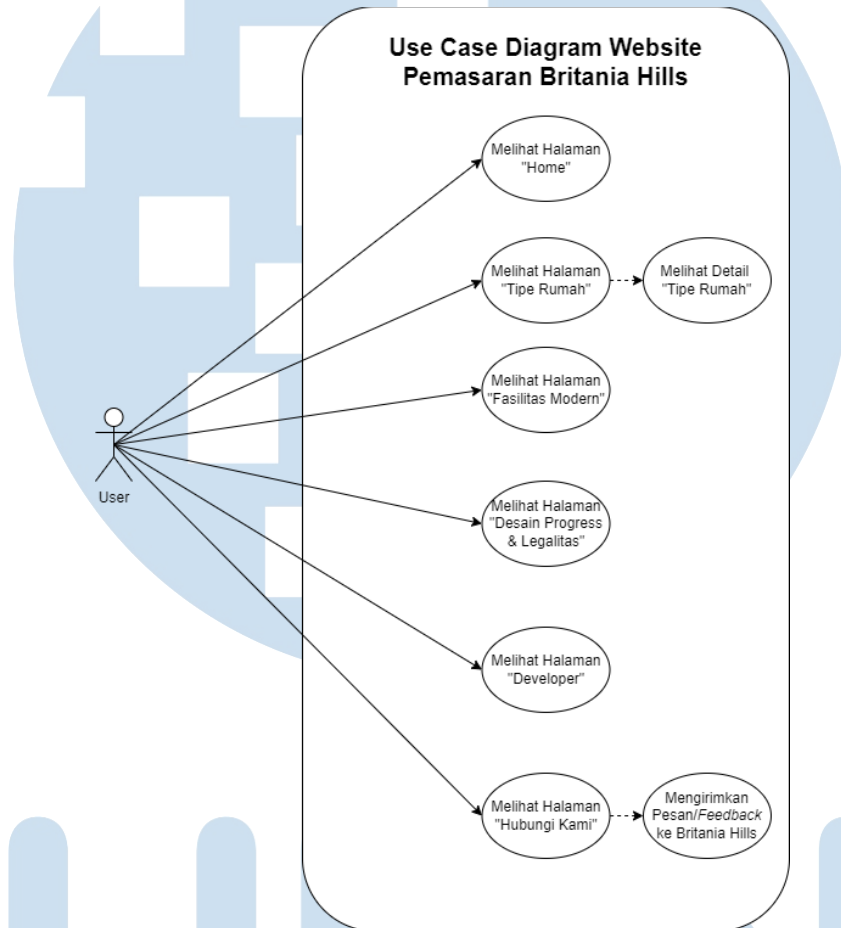 Use Case Diagram Website
Pemasaran Britania Hills
Melihat Halaman
"Home"
Melihat Halaman
"Tipe Rumah"
Melihat Detail
"Tipe Rumah"
Melihat Halaman
"Fasilitas Modern"
User
Melihat Halaman
"Desain Progress
& Legalitas"
Melihat Halaman
"Developer"
Melihat Halaman
"Hubungi Kami"
Mengirimkan
Pesan/Feedback
ke Britania Hills